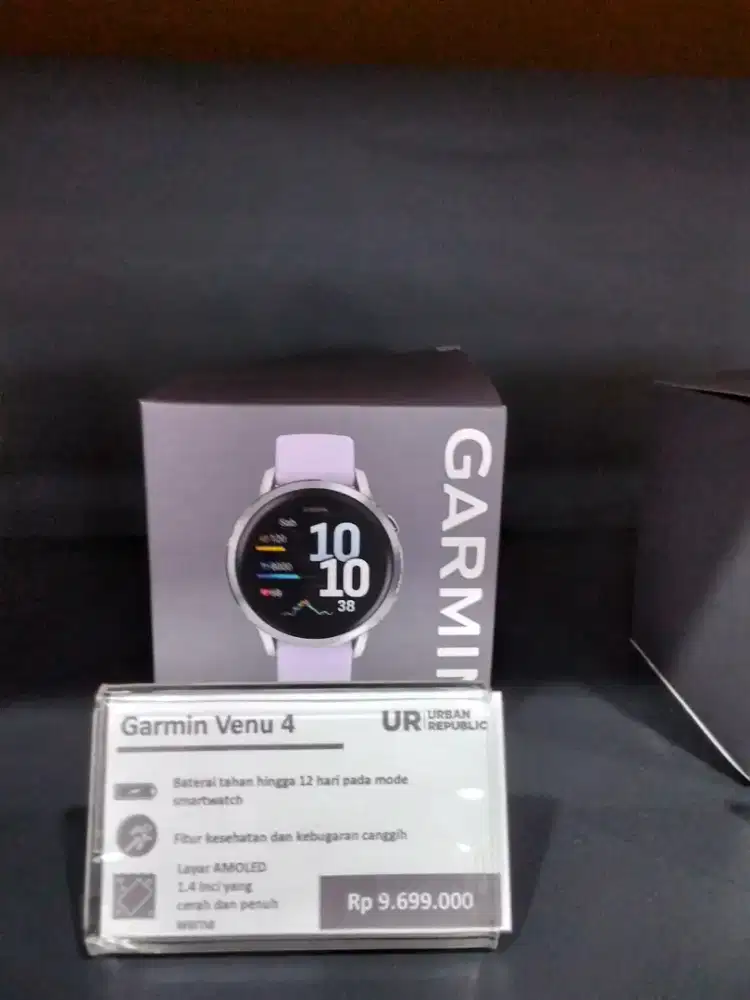 GARMIN
Sab
10
10
38
Garmin Venu 4
UR URBAN REPUBLIC
Baterai tahan hingga 12 hari pada mode
smartwatch
Fitur kesehatan dan kebugaran canggih
Layar AMOLED
1.4 inci yang
cerah dan penuh
warna
Rp 9.699.000